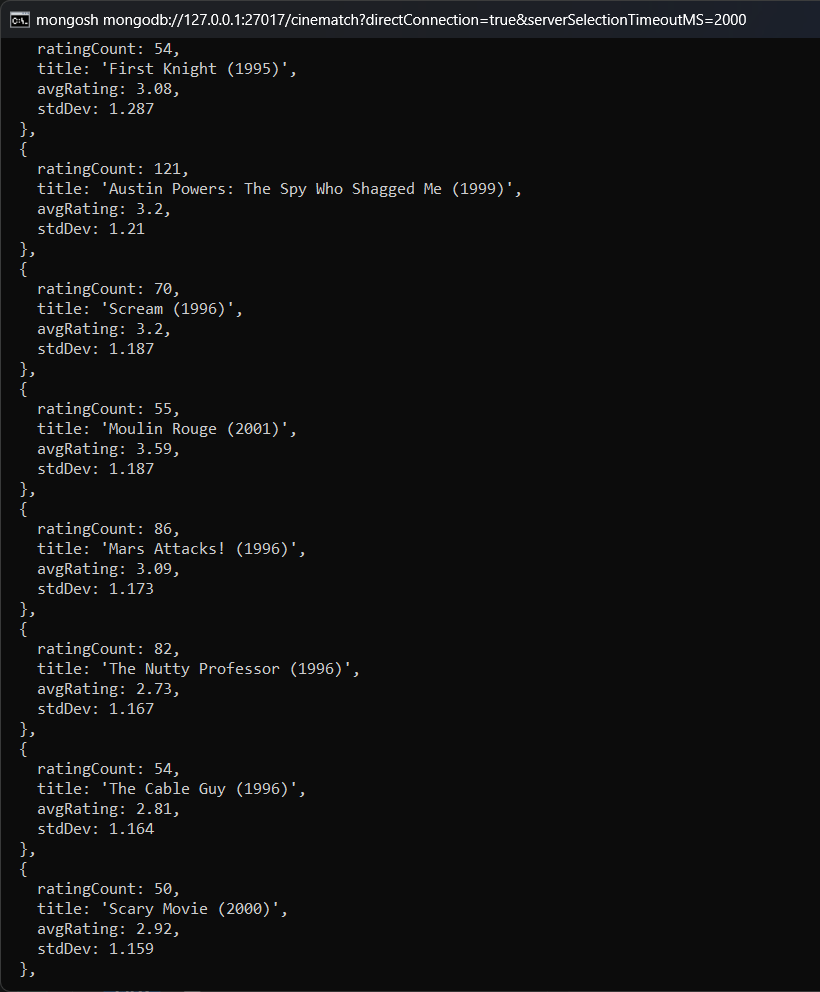 mongosh mongodb://127.0.0.1:27017/cinematch?directConnection=true&serverSelectionTimeoutMS=2000
    ratingCount: 54,
    title: 'First Knight (1995)',
    avgRating: 3.08,
    stdDev: 1.287
  },
  {
    ratingCount: 121,
    title: 'Austin Powers: The Spy Who Shagged Me (1999)',
    avgRating: 3.2,
    stdDev: 1.21
  },
  {
    ratingCount: 70,
    title: 'Scream (1996)',
    avgRating: 3.2,
    stdDev: 1.187
  },
  {
    ratingCount: 55,
    title: 'Moulin Rouge (2001)',
    avgRating: 3.59,
    stdDev: 1.187
  },
  {
    ratingCount: 86,
    title: 'Mars Attacks! (1996)',
    avgRating: 3.09,
    stdDev: 1.173
  },
  {
    ratingCount: 82,
    title: 'The Nutty Professor (1996)',
    avgRating: 2.73,
    stdDev: 1.167
  },
  {
    ratingCount: 54,
    title: 'The Cable Guy (1996)',
    avgRating: 2.81,
    stdDev: 1.164
  },
  {
    ratingCount: 50,
    title: 'Scary Movie (2000)',
    avgRating: 2.92,
    stdDev: 1.159
  },